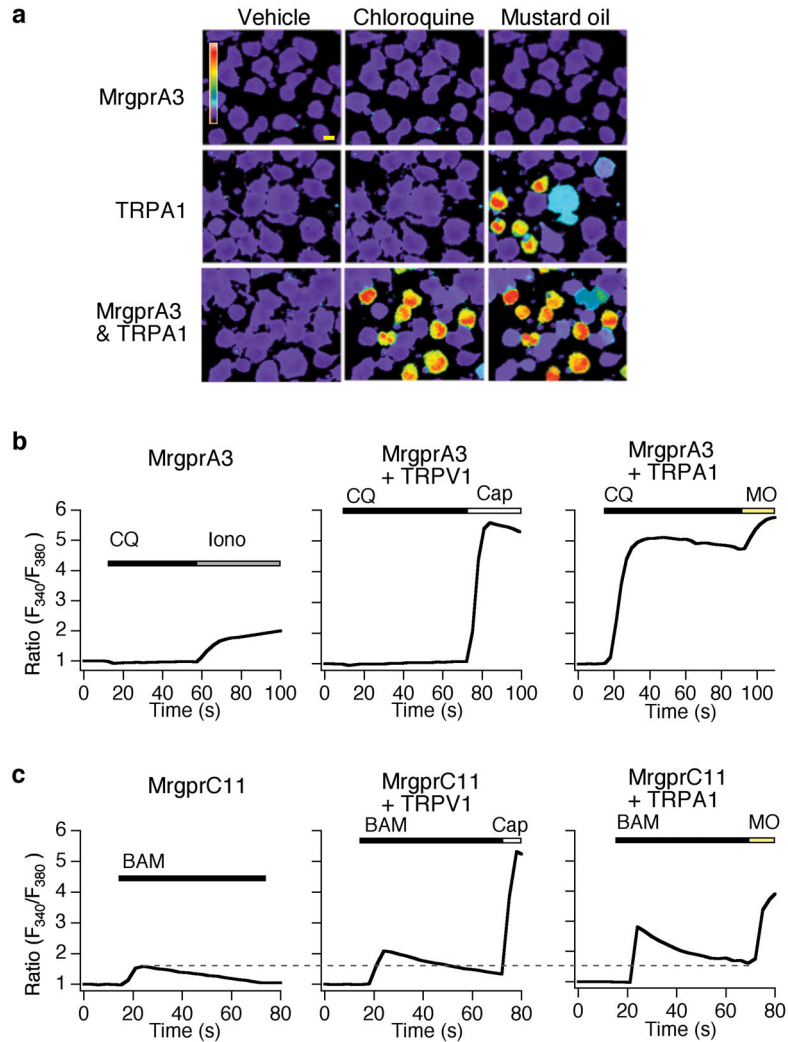 a
Vehicle Chloroquine Mustard oil
MrgprA3
TRPA1
MrgprA3
& TRPA1
b
MrgprA3
MrgprA3
+ TRPV1
MrgprA3
+ TRPA1
Ratio (F340/F380)
6
5
4
3
2
1
CQ Iono
0 20 40 60 80 100
Time (s)
CQ Cap
0 20 40 60 80 100
Time (s)
CQ MO
0 20 40 60 80 100
Time (s)
c
MrgprC11
MrgprC11
+ TRPV1
MrgprC11
+ TRPA1
Ratio (F340/F380)
6
5
4
3
2
1
BAM
0 20 40 60 80
Time (s)
BAM Cap
0 20 40 60 80
Time (s)
BAM MO
0 20 40 60 80
Time (s)